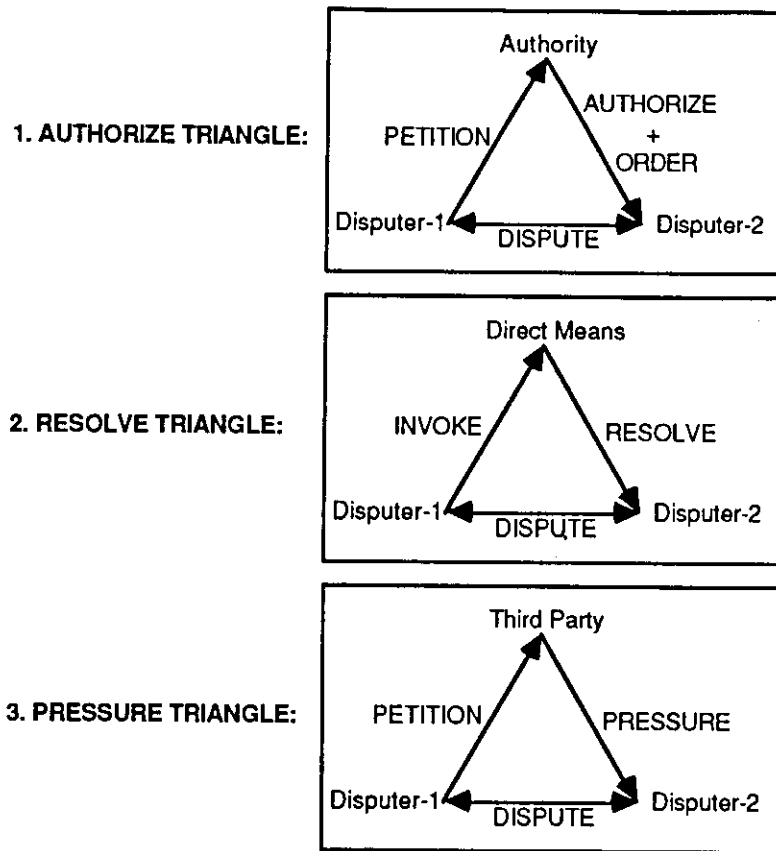 Authority
1. AUTHORIZE TRIANGLE:
PETITION
AUTHORIZE
+
ORDER
Disputer-1
DISPUTE
Disputer-2
Direct Means
2. RESOLVE TRIANGLE:
INVOKE
RESOLVE
Disputer-1
DISPUTE
Disputer-2
Third Party
3. PRESSURE TRIANGLE:
PETITION
PRESSURE
Disputer-1
DISPUTE
Disputer-2